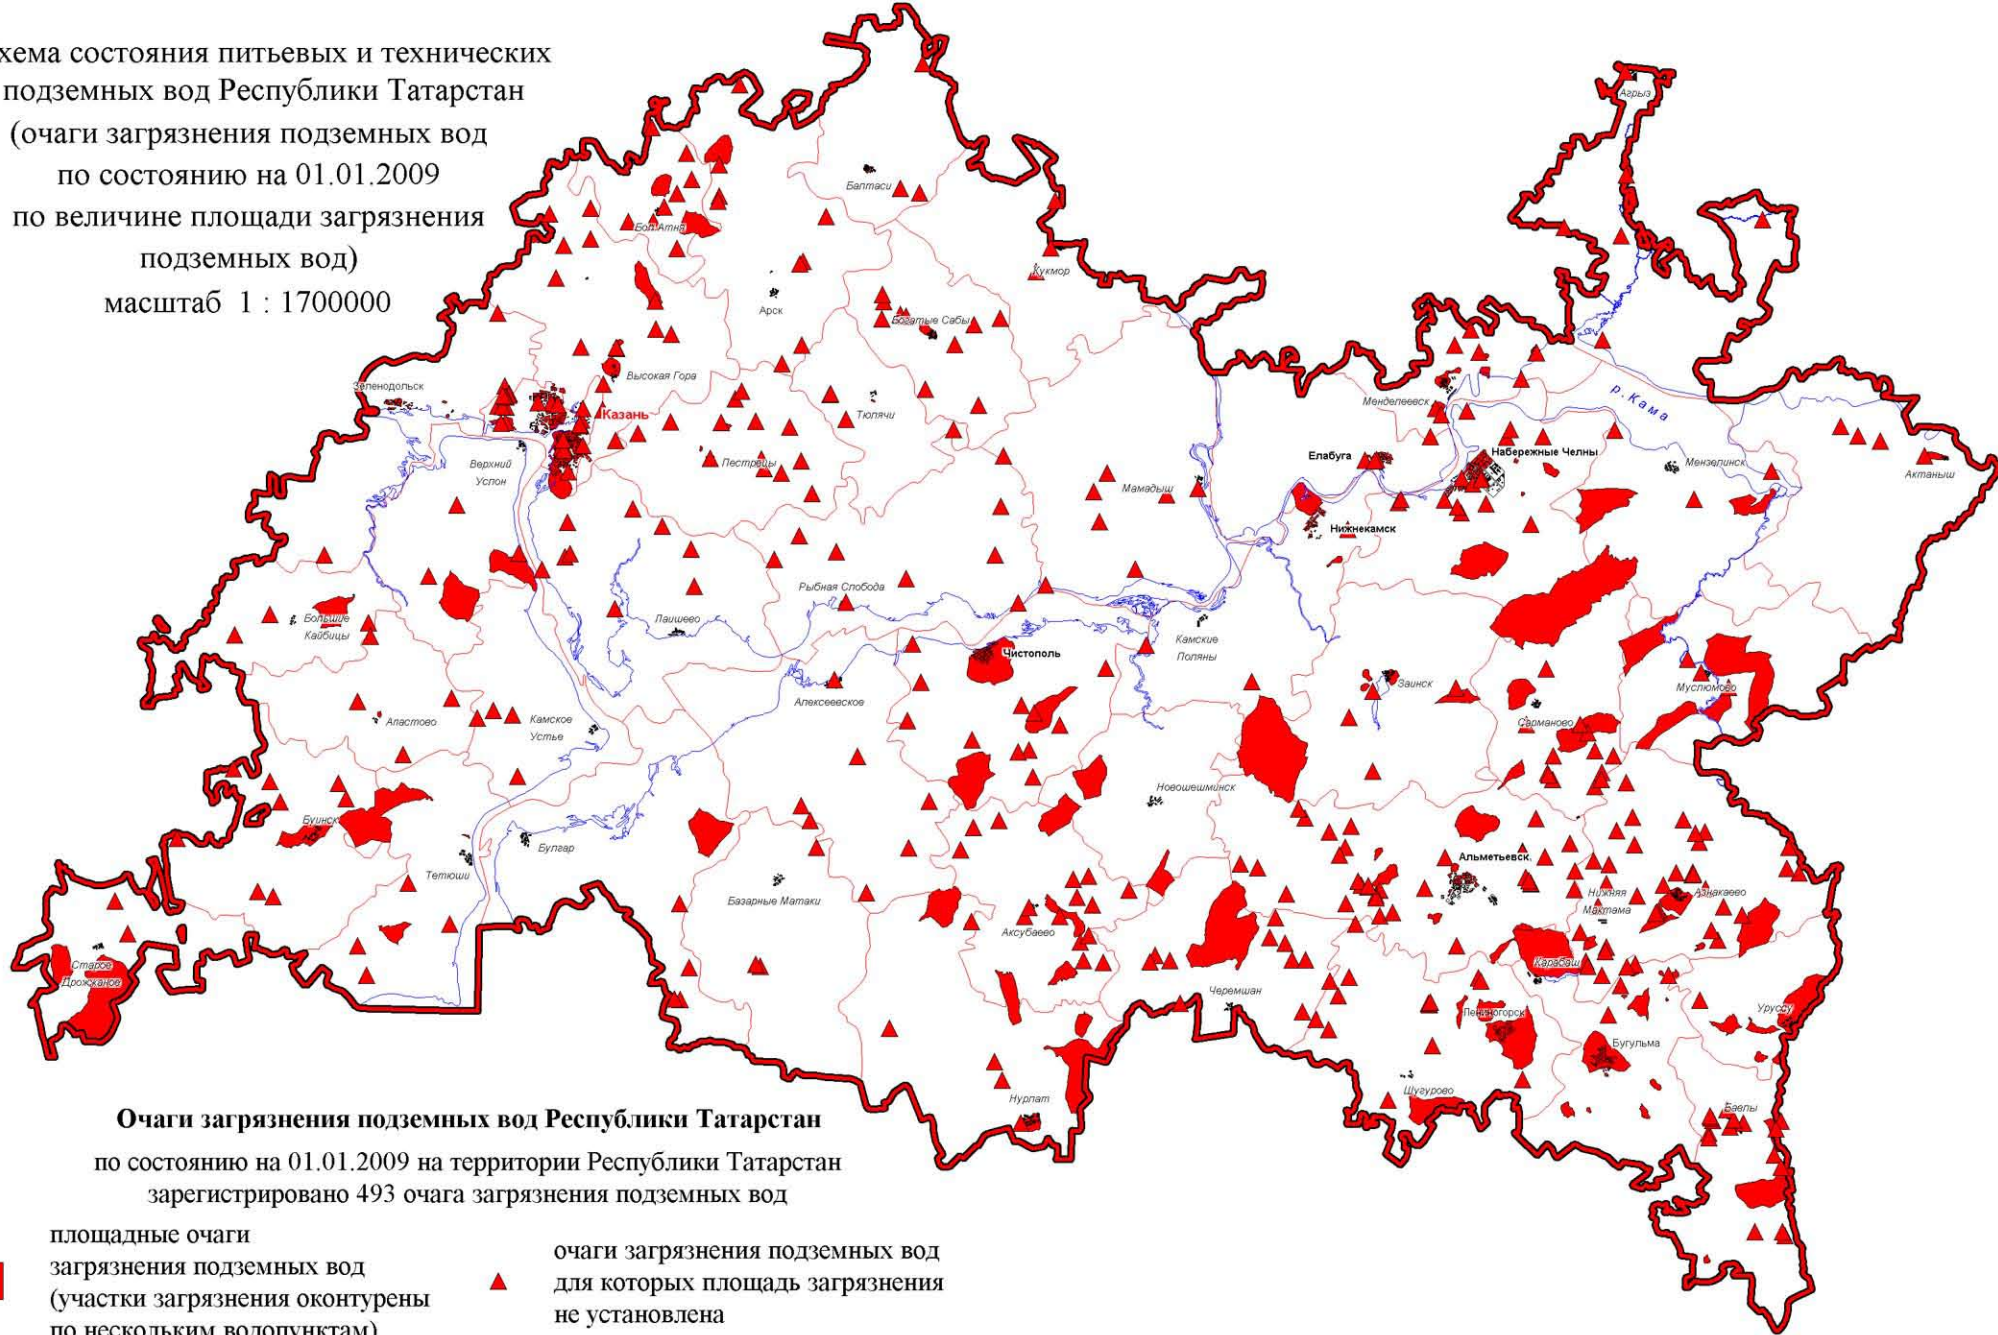 хема состояния питьевых и технических
подземных вод Республики Татарстан
(очаги загрязнения подземных вод
по состоянию на 01.01.2009
по величине площади загрязнения
подземных вод)
масштаб 1 : 1700000
Агрыз
Балтаси
Бол.Атня
Кукмор
Арск
Богатые Сабы
Высокая Гора
Зеленодольск
Казань
Тюлячи
Менделеевск
р.Кама
Верхний
Услон
Пестрецы
Елабуга
Набережные Челны
Мензелинск
Актаныш
Мамадыш
Нижнекамск
Рыбная Слобода
Большие
Кайбицы
Лаишево
Камские
Поляны
Чистополь
Заинск
Муслюмово
Алексеевское
Апастово
Камское
Устье
Сарманово
Новошешминск
Буинск
Булгар
Тетюши
Альметьевск
Базарные Матаки
Нижняя
Мактама
Азнакаево
Аксубаево
Карабаш
Старое
Дрожжаное
Черемшан
Лениногорск
Уруссу
Бугульма
Шугурово
Нурлат
Бавлы
Очаги загрязнения подземных вод Республики Татарстан
по состоянию на 01.01.2009 на территории Республики Татарстан
зарегистрировано 493 очага загрязнения подземных вод
площадные очаги
загрязнения подземных вод
(участки загрязнения оконтурены
по нескольким водопунктам)
очаги загрязнения подземных вод
для которых площадь загрязнения
не установлена